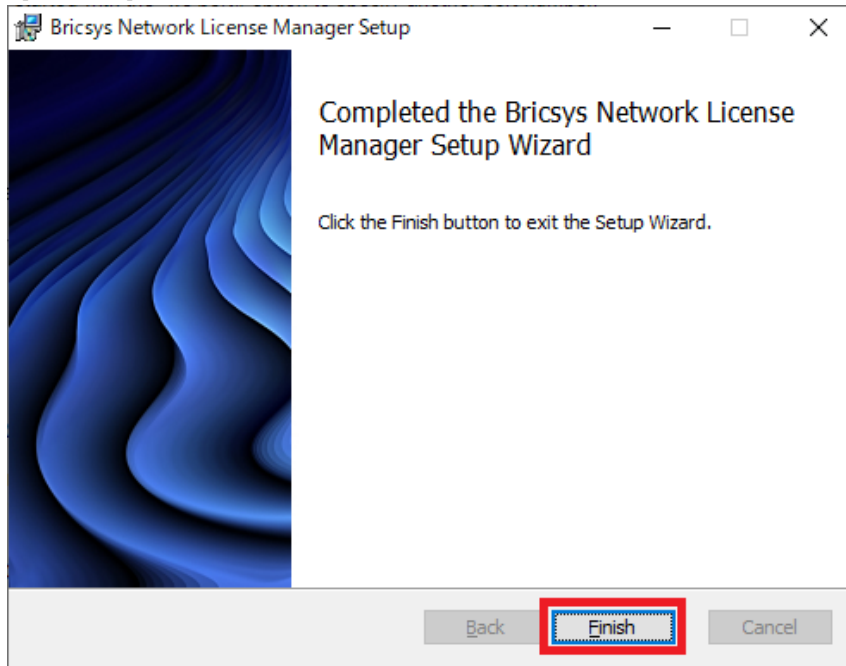 Bricsys Network License Manager Setup
Completed the Bricsys Network License
Manager Setup Wizard
Click the Finish button to exit the Setup Wizard.
Back
Finish
Cancel